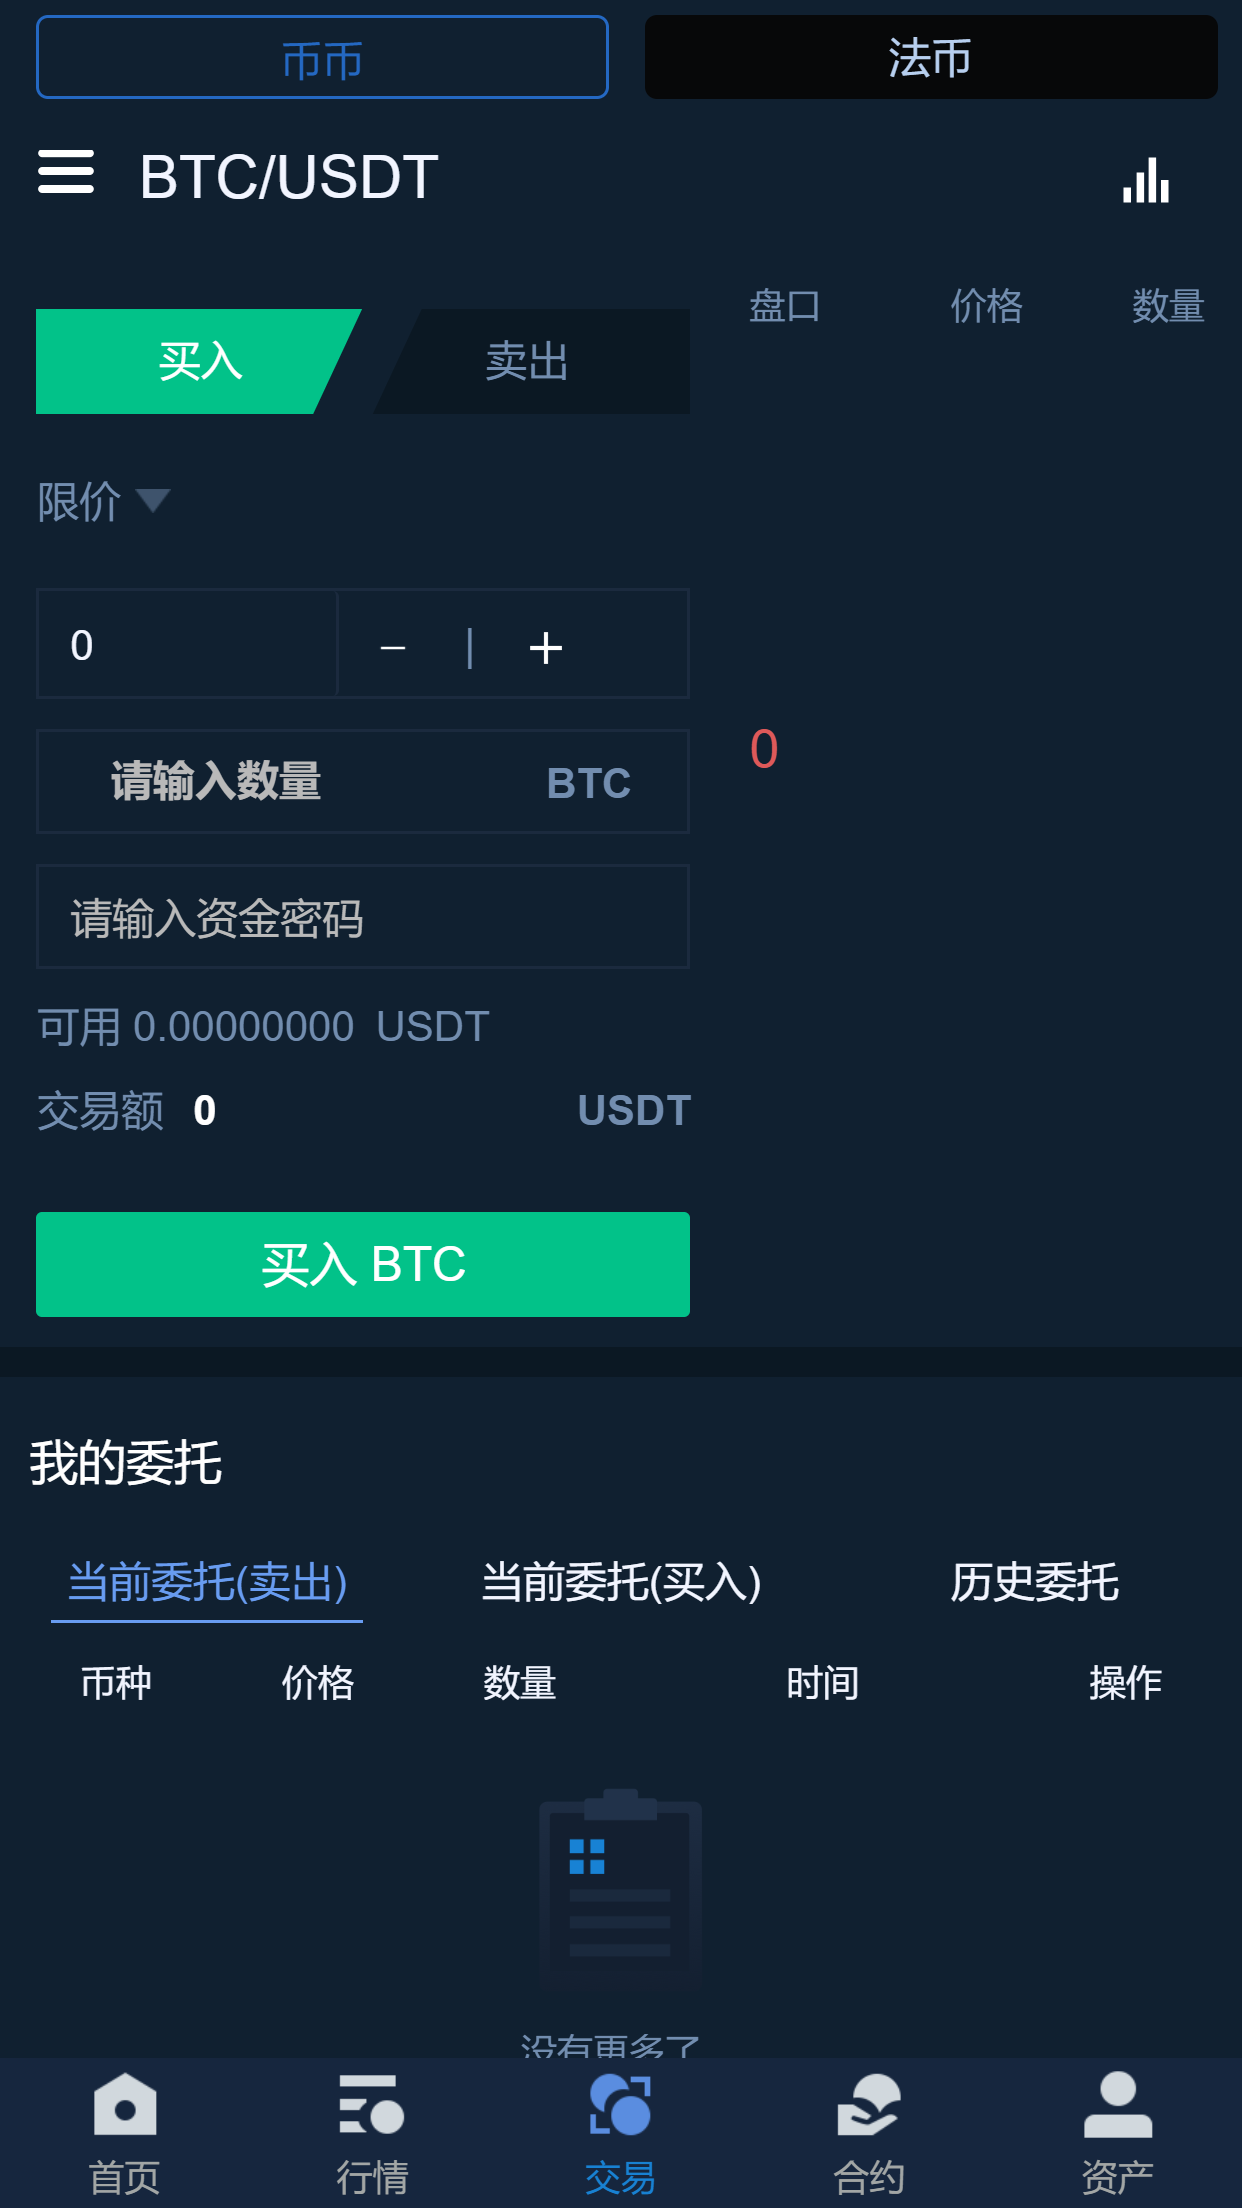 币币 法币
BTC/USDT
盘口 价格 数量
买入 卖出
限价
0 − | +
请输入数量 BTC
0
请输入资金密码
可用 0.00000000 USDT
交易额 0 USDT
买入 BTC
我的委托
当前委托(卖出) 当前委托(买入) 历史委托
币种 价格 数量 时间 操作
没有更多了
首页 行情 交易 合约 资产